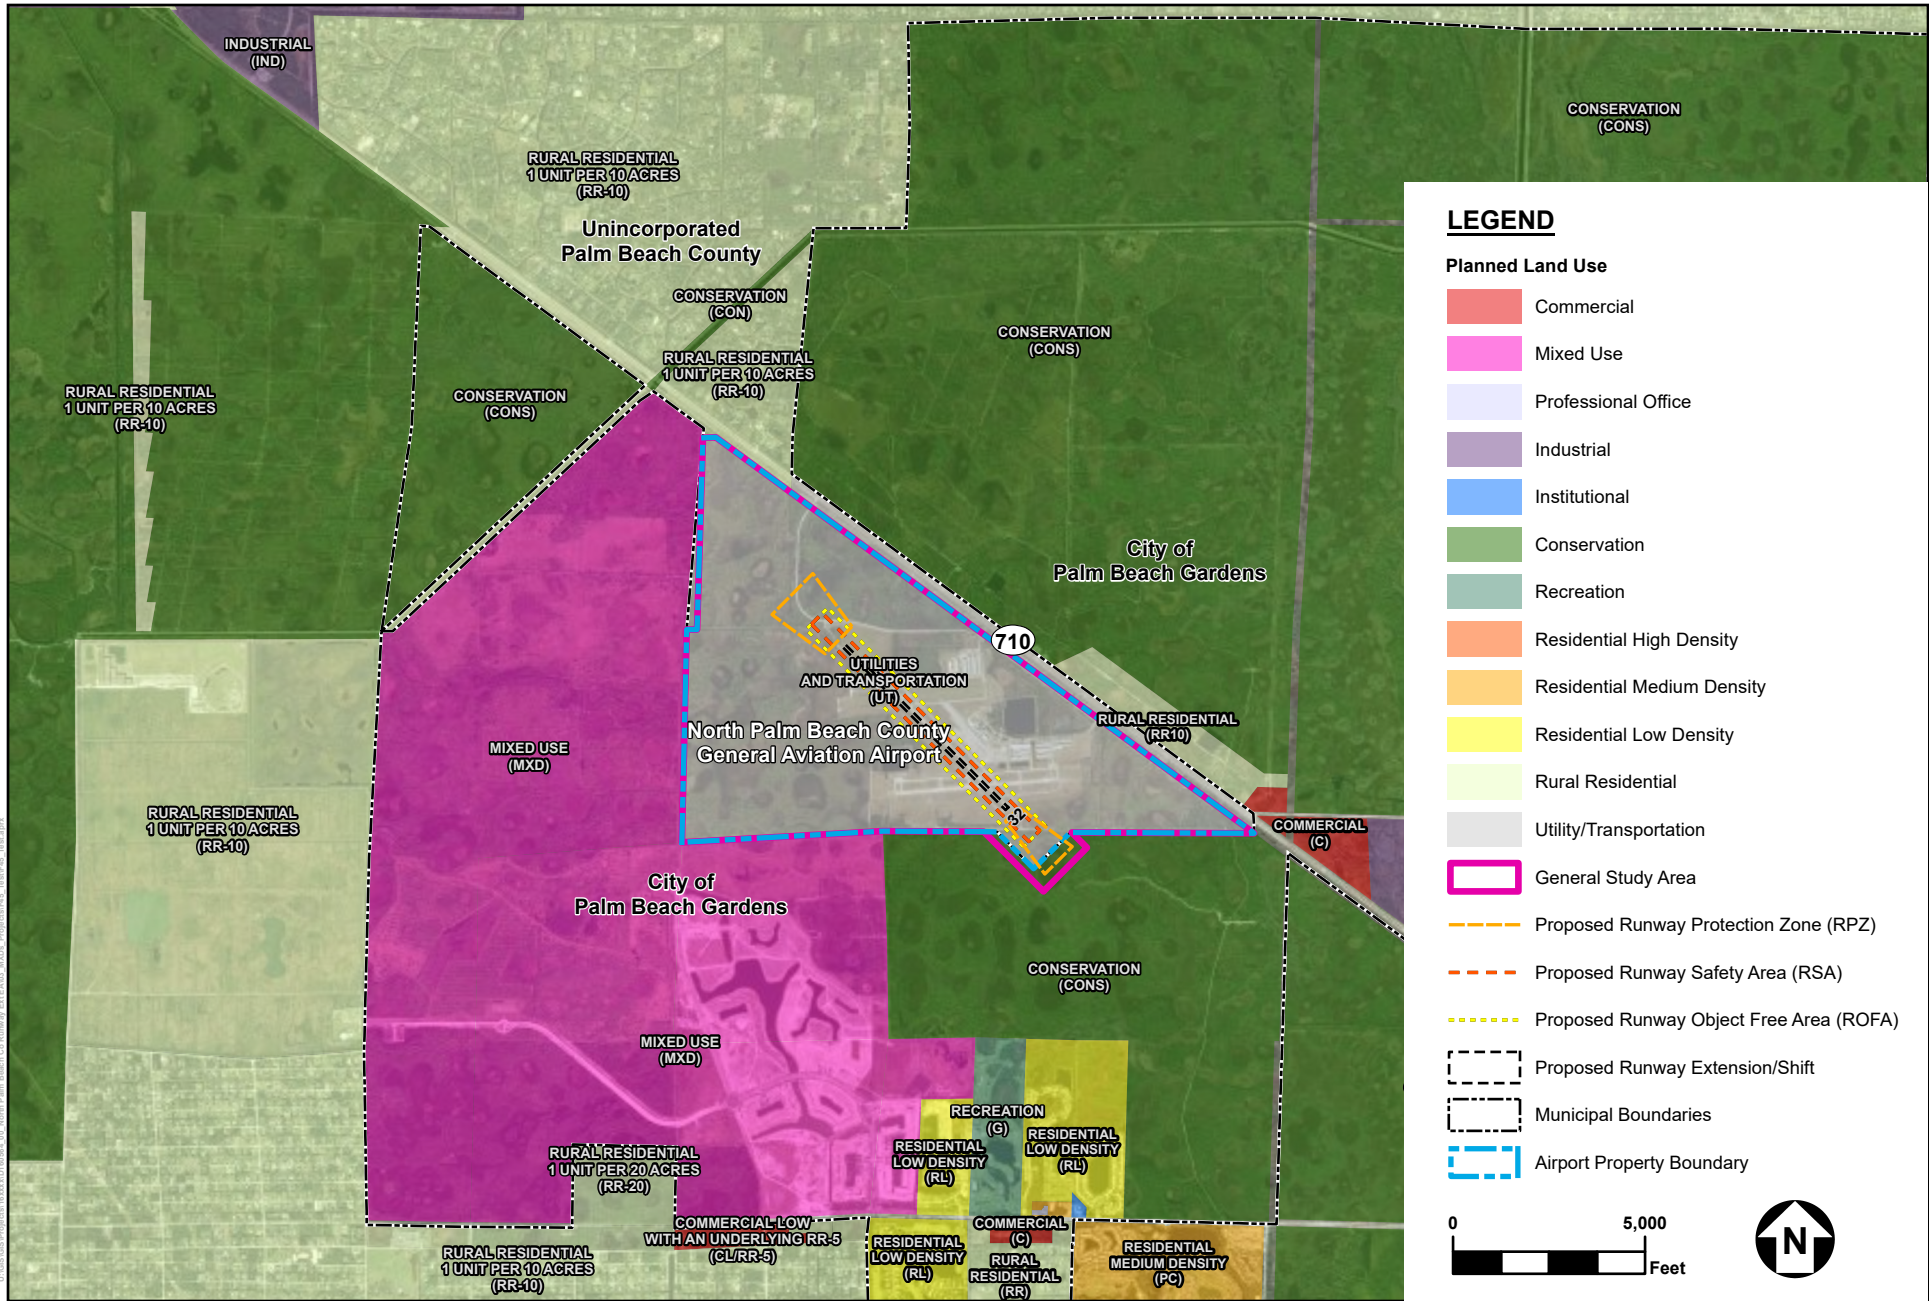 INDUSTRIAL
(IND)
CONSERVATION
(CONS)
RURAL RESIDENTIAL
1 UNIT PER 10 ACRES
(RR-10)
Unincorporated
Palm Beach County
CONSERVATION
(CON)
CONSERVATION
(CONS)
RURAL RESIDENTIAL
1 UNIT PER 10 ACRES
(RR-10)
RURAL RESIDENTIAL
1 UNIT PER 10 ACRES
(RR-10)
CONSERVATION
(CONS)
City of
Palm Beach Gardens
710
UTILITIES
AND TRANSPORTATION
(UT)
RURAL RESIDENTIAL
(RR10)
North Palm Beach County
General Aviation Airport
MIXED USE
(MXD)
RURAL RESIDENTIAL
1 UNIT PER 10 ACRES
(RR-10)
32
COMMERCIAL
(C)
City of
Palm Beach Gardens
CONSERVATION
(CONS)
MIXED USE
(MXD)
RECREATION
(G)
RESIDENTIAL
LOW DENSITY
(RL)
RESIDENTIAL
LOW DENSITY
(RL)
RURAL RESIDENTIAL
1 UNIT PER 20 ACRES
(RR-20)
COMMERCIAL LOW
WITH AN UNDERLYING RR-5
(CL/RR-5)
COMMERCIAL
(C)
RURAL RESIDENTIAL
1 UNIT PER 10 ACRES
(RR-10)
RESIDENTIAL
LOW DENSITY
(RL)
RURAL
RESIDENTIAL
(RR)
RESIDENTIAL
MEDIUM DENSITY
(PC)
LEGEND
Planned Land Use
Commercial
Mixed Use
Professional Office
Industrial
Institutional
Conservation
Recreation
Residential High Density
Residential Medium Density
Residential Low Density
Rural Residential
Utility/Transportation
General Study Area
Proposed Runway Protection Zone (RPZ)
Proposed Runway Safety Area (RSA)
Proposed Runway Object Free Area (ROFA)
Proposed Runway Extension/Shift
Municipal Boundaries
Airport Property Boundary
0 5,000
Feet
N